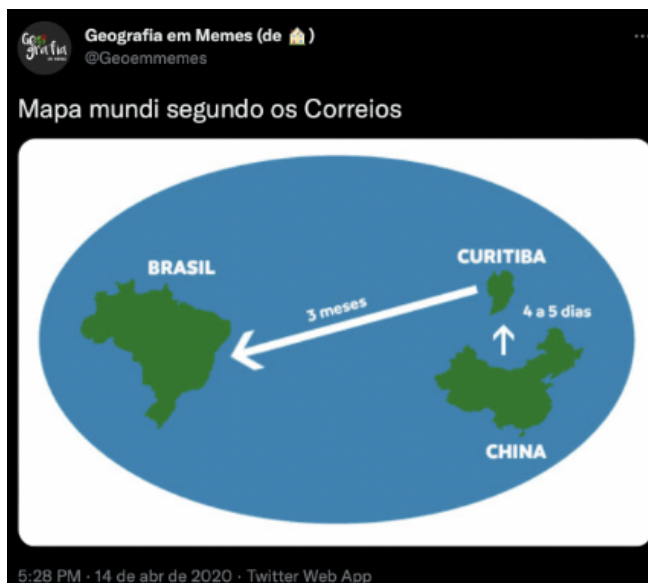 Geografia em Memes (de 🏠)
@Geoemmemes
Mapa mundi segundo os Correios
BRASIL
CURITIBA
3 meses
4 a 5 dias
CHINA
5:28 PM · 14 de abr de 2020 · Twitter Web App